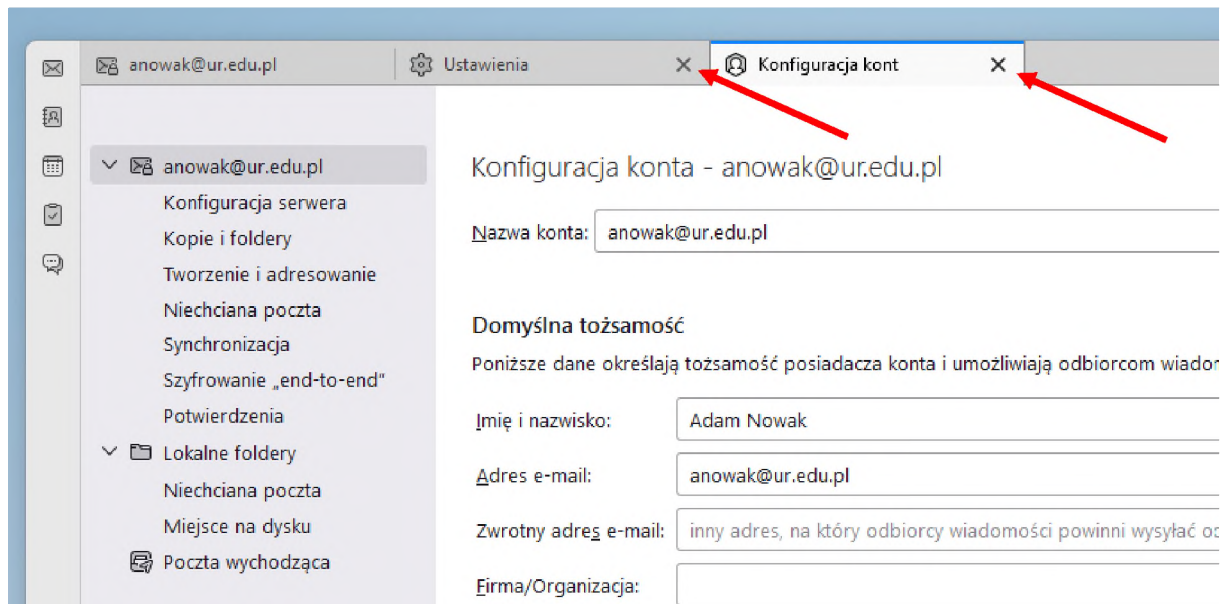 anowak@ur.edu.pl Ustawienia Konfiguracja kont
anowak@ur.edu.pl
Konfiguracja serwera
Kopie i foldery
Tworzenie i adresowanie
Niechciana poczta
Synchronizacja
Szyfrowanie „end-to-end”
Potwierdzenia
Lokalne foldery
Niechciana poczta
Miejsce na dysku
Poczta wychodząca
Konfiguracja konta - anowak@ur.edu.pl
Nazwa konta: anowak@ur.edu.pl
Domyślna tożsamość
Poniższe dane określają tożsamość posiadacza konta i umożliwiają odbiorcom wiador
Imię i nazwisko: Adam Nowak
Adres e-mail: anowak@ur.edu.pl
Zwrotny adres e-mail: inny adres, na który odbiorcy wiadomości powinni wysyłać
Firma/Organizacja: